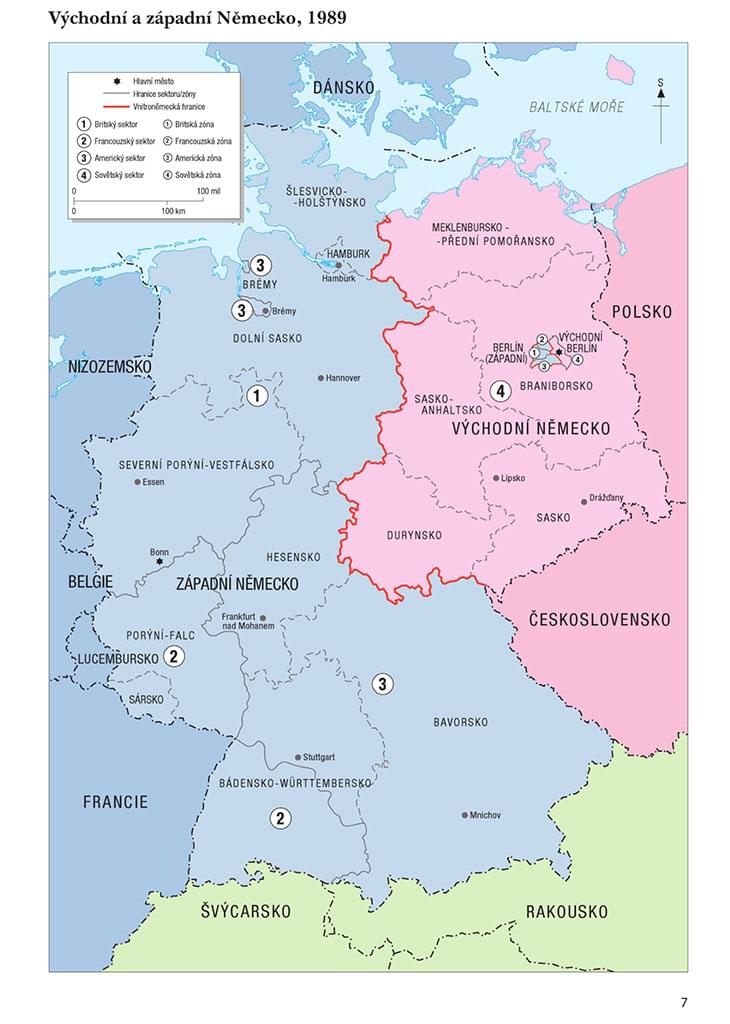 Východní a západní Německo, 1989
DÁNSKO
BALTSKÉ MOŘE
S
Hlavní město
Hranice sektoru/zóny
Vnitroněmecká hranice
1 Britský sektor
1 Britská zóna
2 Francouzský sektor
2 Francouzská zóna
3 Americký sektor
3 Americká zóna
4 Sovětský sektor
4 Sovětská zóna
0 100 mil
0 100 km
ŠLESVICKO-
-HOLŠTÝNSKO
MEKLENBURSKO-
-PŘEDNÍ POMOŘANSKO
HAMBURK
Hamburk
3
BRÉMY
3
Brémy
DOLNÍ SASKO
POLSKO
NIZOZEMSKO
BERLÍN
(ZÁPADNÍ)
VÝCHODNÍ
BERLÍN
2
1
3
4
Hannover
1
4
BRANIBORSKO
SASKO-
ANHALTSKO
VÝCHODNÍ NĚMECKO
SEVERNÍ PORÝNÍ-VESTFÁLSKO
Essen
Lipsko
Drážďany
SASKO
DURYNSKO
Bonn
HESENSKO
BELGIE
ZÁPADNÍ NĚMECKO
Frankfurt
nad Mohanem
ČESKOSLOVENSKO
PORÝNÍ-FALC
LUCEMBURSKO
2
SÁRSKO
3
BAVORSKO
Stuttgart
BÁDENSKO-WÜRTTEMBERSKO
FRANCIE
2
Mnichov
ŠVÝCARSKO
RAKOUSKO
7